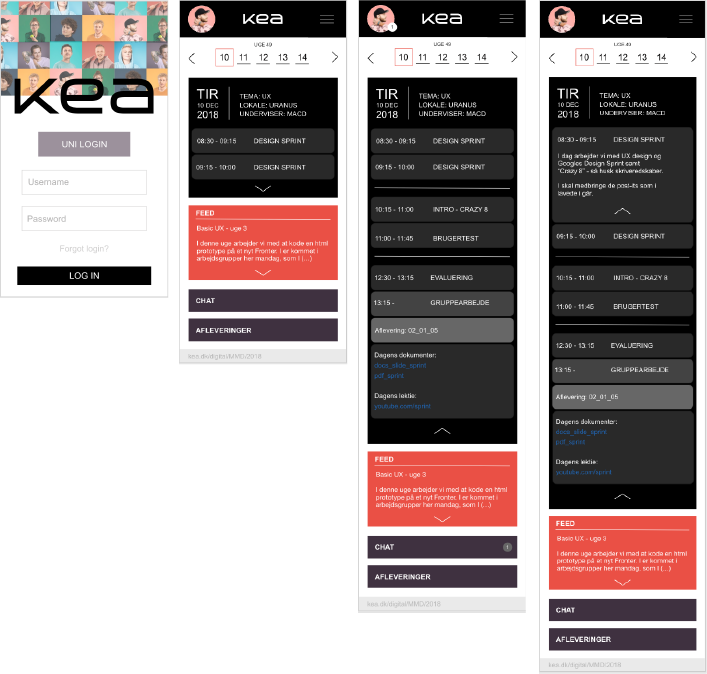 kea
UNI LOGIN
Username
Password
Forgot login?
LOG IN
kea
UGE 49
10 11 12 13 14
TIR
10 DEC
2018
TEMA: UX
LOKALE: URANUS
UNDERVISER: MACD
08:30 - 09:15 DESIGN SPRINT
09:15 - 10:00 DESIGN SPRINT
FEED
Basic UX - uge 3
I denne uge arbejder vi med at kode en html
prototype på et nyt Fronter. I er kommet i
arbejdsgrupper her mandag, som I (...)
CHAT
AFLEVERINGER
kea.dk/digital/MMD/2018
kea
1
UGE 49
10 11 12 13 14
TIR
10 DEC
2018
TEMA: UX
LOKALE: URANUS
UNDERVISER: MACD
08:30 - 09:15 DESIGN SPRINT
09:15 - 10:00 DESIGN SPRINT
10:15 - 11:00 INTRO - CRAZY 8
11:00 - 11:45 BRUGERTEST
12:30 - 13:15 EVALUERING
13:15 - GRUPPEARBEJDE
Aflevering: 02_01_05
Dagens dokumenter:
docs_slide_sprint
pdf_sprint
Dagens lektie:
youtube.com/sprint
FEED
Basic UX - uge 3
I denne uge arbejder vi med at kode en html
prototype på et nyt Fronter. I er kommet i
arbejdsgrupper her mandag, som I (...)
CHAT 1
AFLEVERINGER
kea.dk/digital/MMD/2018
kea
UGE 49
10 11 12 13 14
TIR
10 DEC
2018
TEMA: UX
LOKALE: URANUS
UNDERVISER: MACD
08:30 - 09:15 DESIGN SPRINT
I dag arbejder vi med UX design og
Googles Design Sprint samt
"Crazy 8" - så husk skriveredskaber.
I skal medbringe de post-its som i
lavede i går.
09:15 - 10:00 DESIGN SPRINT
10:15 - 11:00 INTRO - CRAZY 8
11:00 - 11:45 BRUGERTEST
12:30 - 13:15 EVALUERING
13:15 - GRUPPEARBEJDE
Aflevering: 02_01_05
Dagens dokumenter:
docs_slide_sprint
pdf_sprint
Dagens lektie:
youtube.com/sprint
FEED
Basic UX - uge 3
I denne uge arbejder vi med at kode en html
prototype på et nyt Fronter. I er kommet i
arbejdsgrupper her mandag, som I (...)
CHAT
AFLEVERINGER
kea.dk/digital/MMD/2018